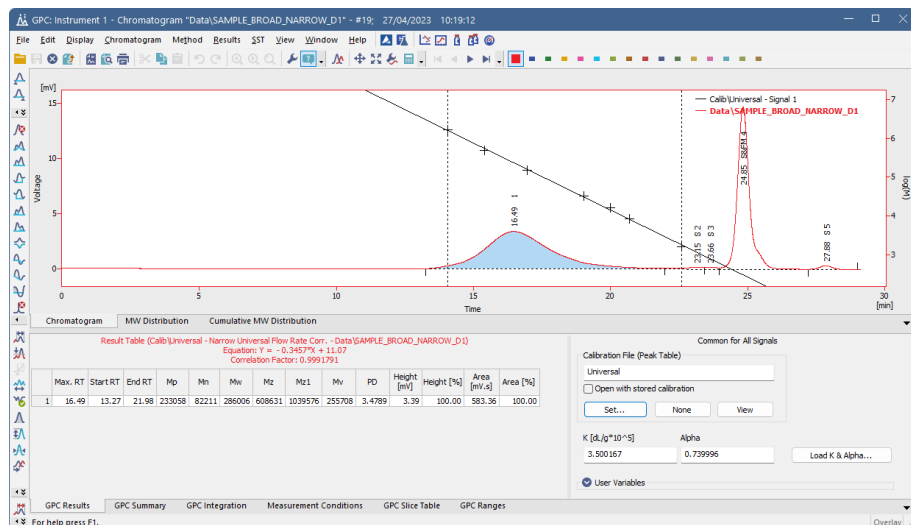 GPC: Instrument 1 - Chromatogram "Data\SAMPLE_BROAD_NARROW_D1" - #19; 27/04/2023 10:19:12
File Edit Display Chromatogram Method Results SST View Window Help
[mV]
15
10
5
0
Voltage
Calib\Universal - Signal 1
Data\SAMPLE_BROAD_NARROW_D1
16.49 1
23.15 S 2
23.66 S 3
27.88 S 5
7
6
5
4
3
log(M)
0 5 10 15 20 25 30
Time
[min]
Chromatogram MW Distribution Cumulative MW Distribution
Result Table (Calib\Universal - Narrow Universal Flow Rate Corr. - Data\SAMPLE_BROAD_NARROW_D1)
Equation: Y = - 0.3457*X + 11.07
Correlation Factor: 0.9991791
Max. RT Start RT End RT Mp Mn Mw Mz Mz1 Mv PD Height [mV] Height [%] Area [mV.s] Area [%]
1 16.49 13.27 21.98 233058 82211 286006 608631 1039576 255708 3.4789 3.39 100.00 583.36 100.00
Common for All Signals
Calibration File (Peak Table)
Universal
Open with stored calibration
Set... None View
K [dL/g*10^5] Alpha
3.500167 0.739996 Load K & Alpha...
User Variables
GPC Results GPC Summary GPC Integration Measurement Conditions GPC Slice Table GPC Ranges
For help press F1. Overlay